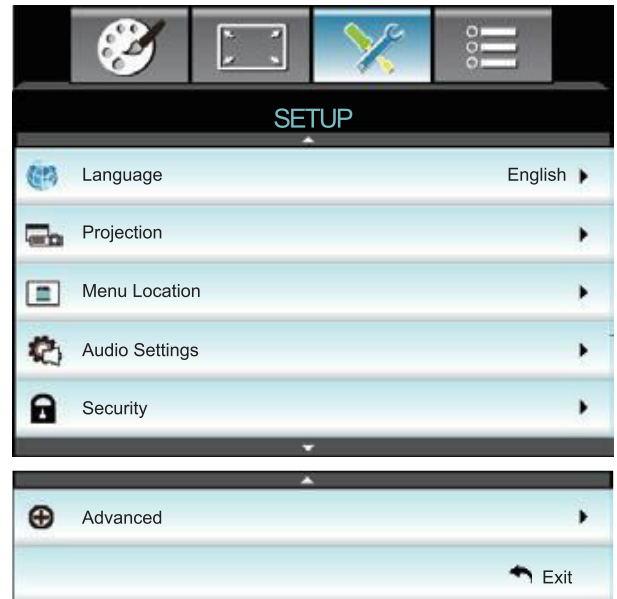 SETUP
Language English
Projection
Menu Location
Audio Settings
Security
Advanced
Exit